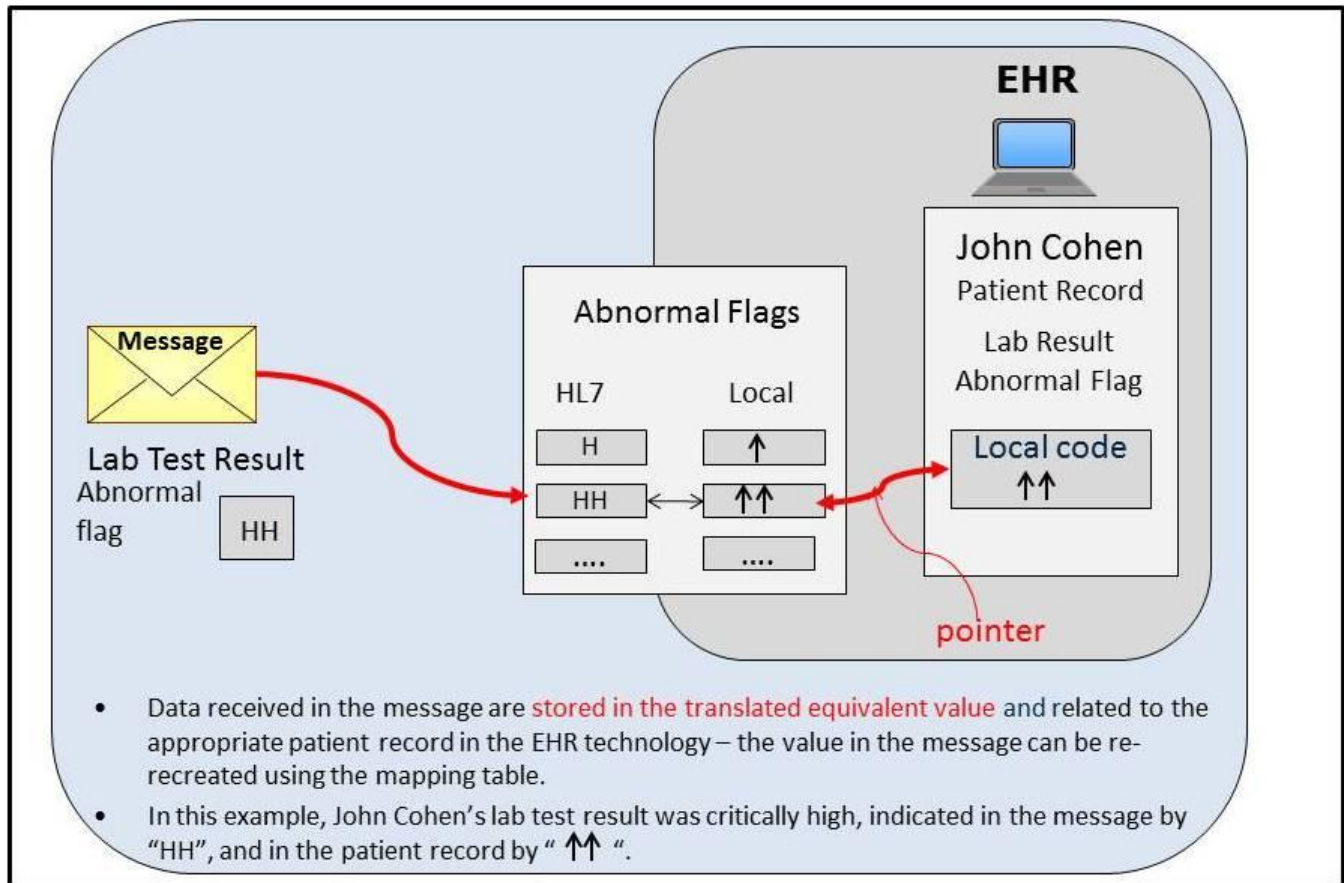 EHR
John Cohen
Patient Record
Lab Result
Abnormal Flag
Local code
↑↑
Abnormal Flags
HL7 Local
H ↑
HH ↑↑
.... ....
Message
Lab Test Result
Abnormal
flag
HH
pointer
• Data received in the message are stored in the translated equivalent value and related to the
appropriate patient record in the EHR technology – the value in the message can be re-
recreated using the mapping table.
• In this example, John Cohen’s lab test result was critically high, indicated in the message by
“HH”, and in the patient record by “ ↑↑ “.